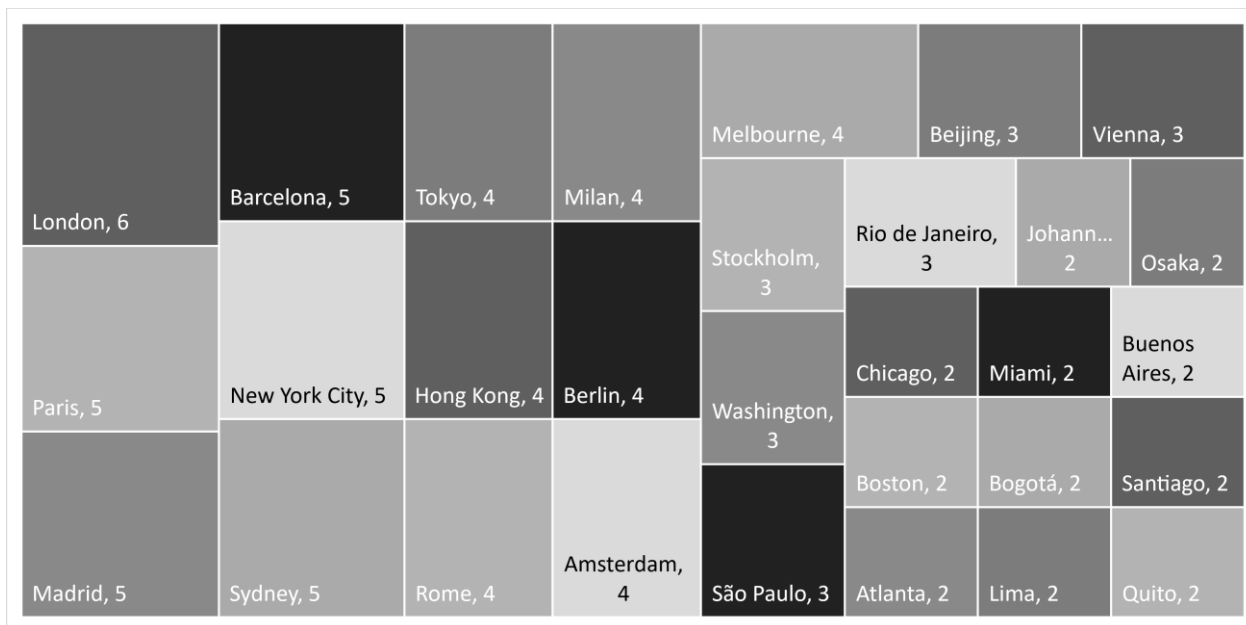 London, 6
Paris, 5
Madrid, 5
Barcelona, 5
New York City, 5
Sydney, 5
Tokyo, 4
Hong Kong, 4
Rome, 4
Milan, 4
Berlin, 4
Amsterdam,
4
Melbourne, 4
Beijing, 3
Vienna, 3
Stockholm,
3
Washington,
3
São Paulo, 3
Rio de Janeiro,
3
Johann…
2
Osaka, 2
Chicago, 2
Miami, 2
Buenos
Aires, 2
Boston, 2
Bogotá, 2
Santiago, 2
Atlanta, 2
Lima, 2
Quito, 2